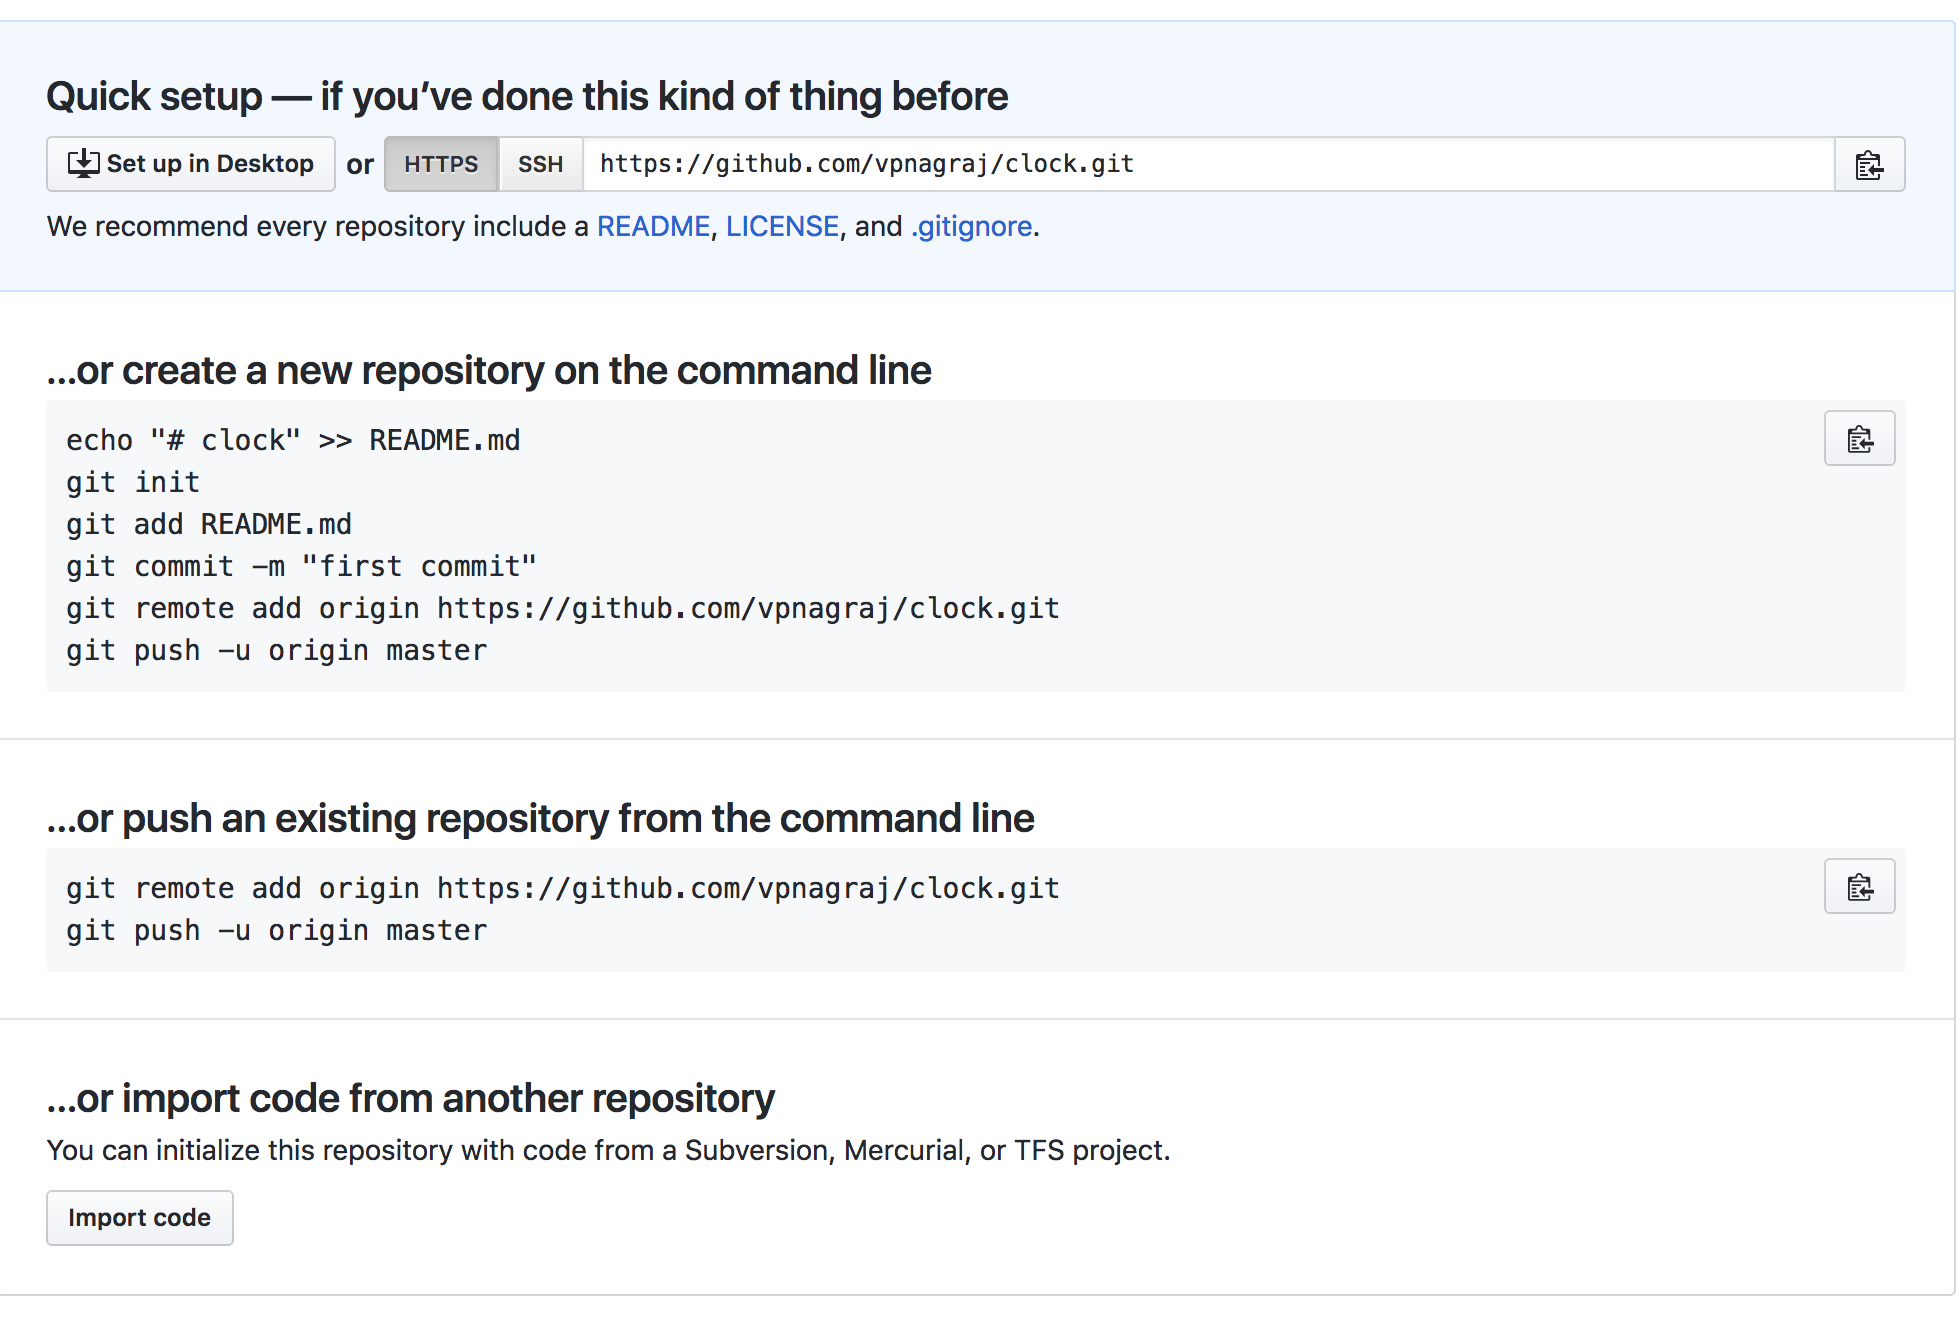 Quick setup — if you’ve done this kind of thing before
Set up in Desktop or HTTPS SSH https://github.com/vpnagraj/clock.git
We recommend every repository include a README, LICENSE, and .gitignore.
…or create a new repository on the command line
echo "# clock" >> README.md
git init
git add README.md
git commit -m "first commit"
git remote add origin https://github.com/vpnagraj/clock.git
git push -u origin master
…or push an existing repository from the command line
git remote add origin https://github.com/vpnagraj/clock.git
git push -u origin master
…or import code from another repository
You can initialize this repository with code from a Subversion, Mercurial, or TFS project.
Import code